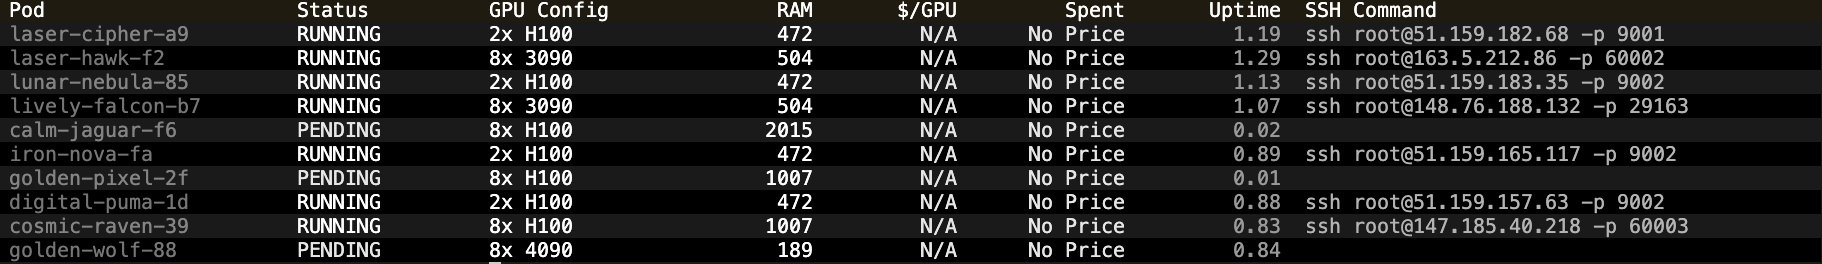 Pod Status GPU Config RAM $/GPU Spent Uptime SSH Command
laser-cipher-a9 RUNNING 2x H100 472 N/A No Price 1.19 ssh root@51.159.182.68 -p 9001
laser-hawk-f2 RUNNING 8x 3090 504 N/A No Price 1.29 ssh root@163.5.212.86 -p 60002
lunar-nebula-85 RUNNING 2x H100 472 N/A No Price 1.13 ssh root@51.159.183.35 -p 9002
lively-falcon-b7 RUNNING 8x 3090 504 N/A No Price 1.07 ssh root@148.76.188.132 -p 29163
calm-jaguar-f6 PENDING 8x H100 2015 N/A No Price 0.02
iron-nova-fa RUNNING 2x H100 472 N/A No Price 0.89 ssh root@51.159.165.117 -p 9002
golden-pixel-2f PENDING 8x H100 1007 N/A No Price 0.01
digital-puma-1d RUNNING 2x H100 472 N/A No Price 0.88 ssh root@51.159.157.63 -p 9002
cosmic-raven-39 RUNNING 8x H100 1007 N/A No Price 0.83 ssh root@147.185.40.218 -p 60003
golden-wolf-88 PENDING 8x 4090 189 N/A No Price 0.84